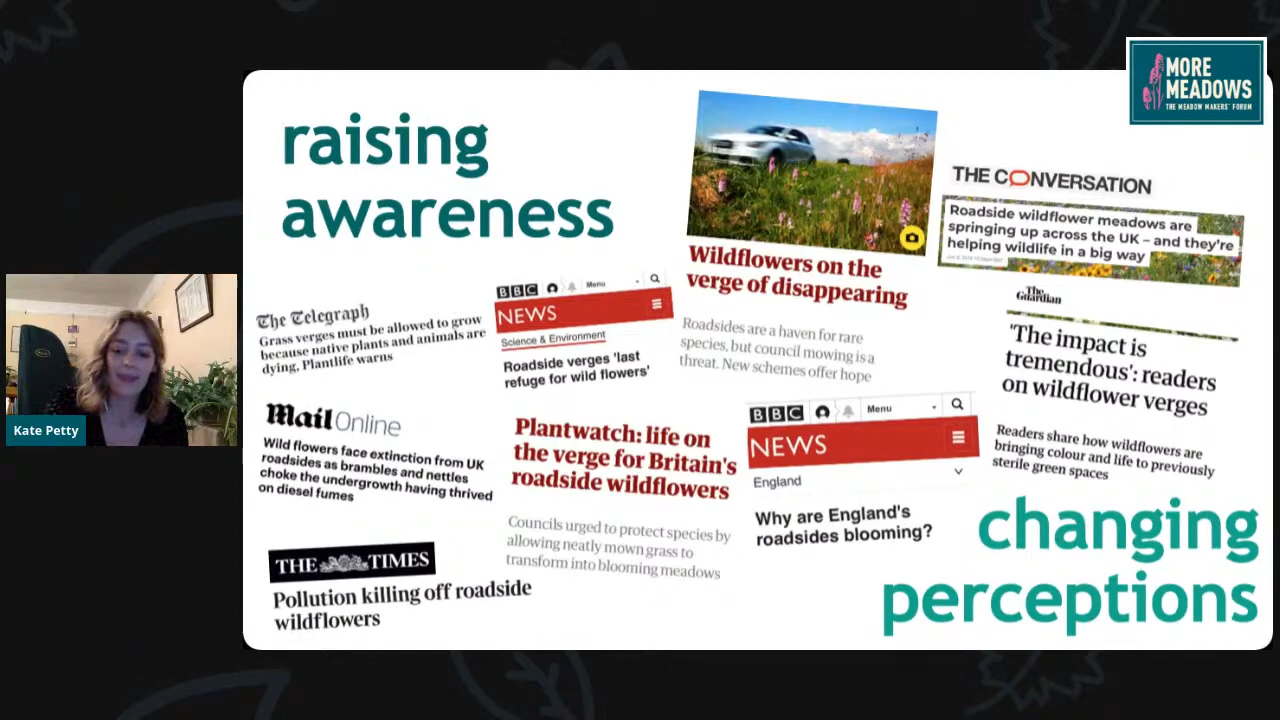 MORE
MEADOWS
THE MEADOW MAKERS' FORUM
raising
awareness
Wildflowers on the
verge of disappearing
Roadsides are a haven for rare
species, but council mowing is a
threat. New schemes offer hope
THE CONVERSATION
Roadside wildflower meadows are
springing up across the UK – and they're
helping wildlife in a big way
The Telegraph
Grass verges must be allowed to grow
because native plants and animals are
dying, Plantlife warns
BBC
Menu
NEWS
Science & Environment
Roadside verges 'last
refuge for wild flowers'
The
Guardian
'The impact is
tremendous': readers
on wildflower verges
Readers share how wildflowers are
bringing colour and life to previously
sterile green spaces
Kate Petty
Mail Online
Wild flowers face extinction from UK
roadsides as brambles and nettles
choke the undergrowth having thrived
on diesel fumes
Plantwatch: life on
the verge for Britain's
roadside wildflowers
Councils urged to protect species by
allowing neatly mown grass to
transform into blooming meadows
BBC
Menu
NEWS
England
Why are England's
roadsides blooming?
THE TIMES
Pollution killing off roadside
wildflowers
changing
perceptions